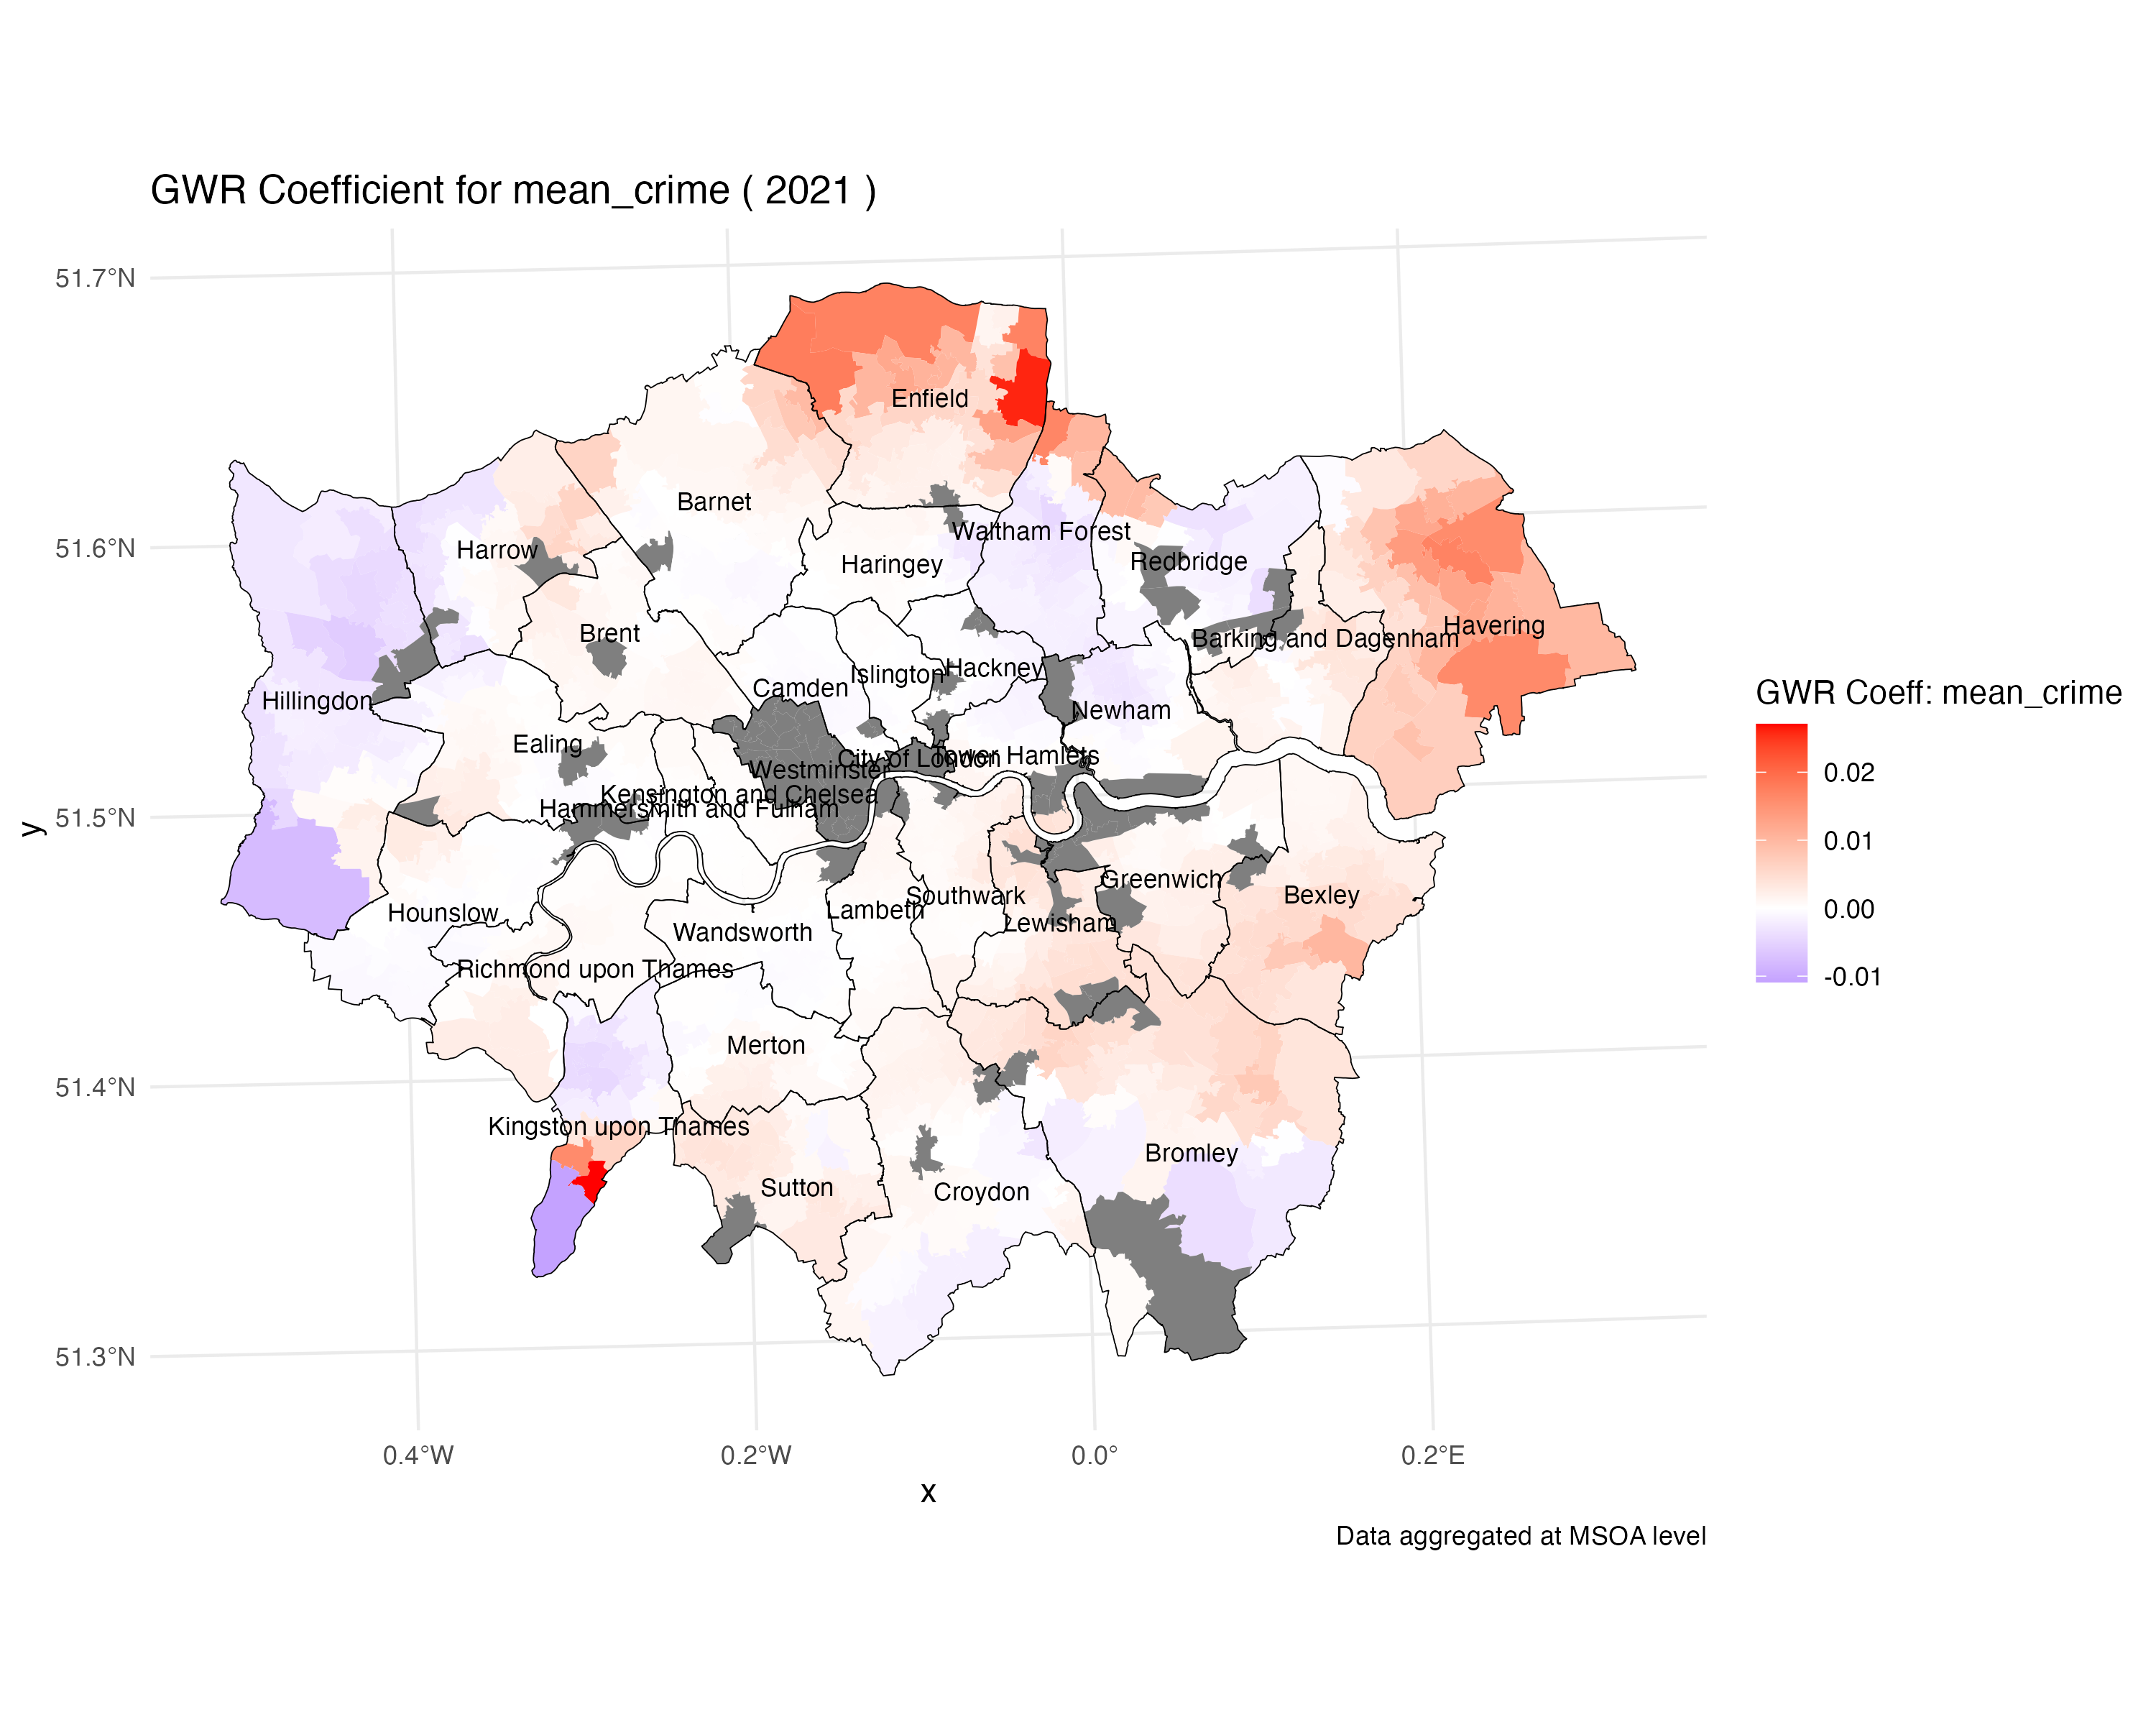 GWR Coefficient for mean_crime ( 2021 )
51.7°N
51.6°N
51.5°N
51.4°N
51.3°N
y
Enfield
Barnet
Waltham Forest
Harrow
Haringey
Redbridge
Brent
Barking and Dagenham
Havering
Islington
Hackney
Camden
Hillingdon
Newham
Ealing
City of London
Tower Hamlets
Westminster
Kensington and Chelsea
Hammersmith and Fulham
Greenwich
Southwark
Bexley
Hounslow
Lambeth
Lewisham
Wandsworth
Richmond upon Thames
Merton
Kingston upon Thames
Bromley
Sutton
Croydon
0.4°W
0.2°W
0.0°
0.2°E
x
GWR Coeff: mean_crime
0.02
0.01
0.00
-0.01
Data aggregated at MSOA level